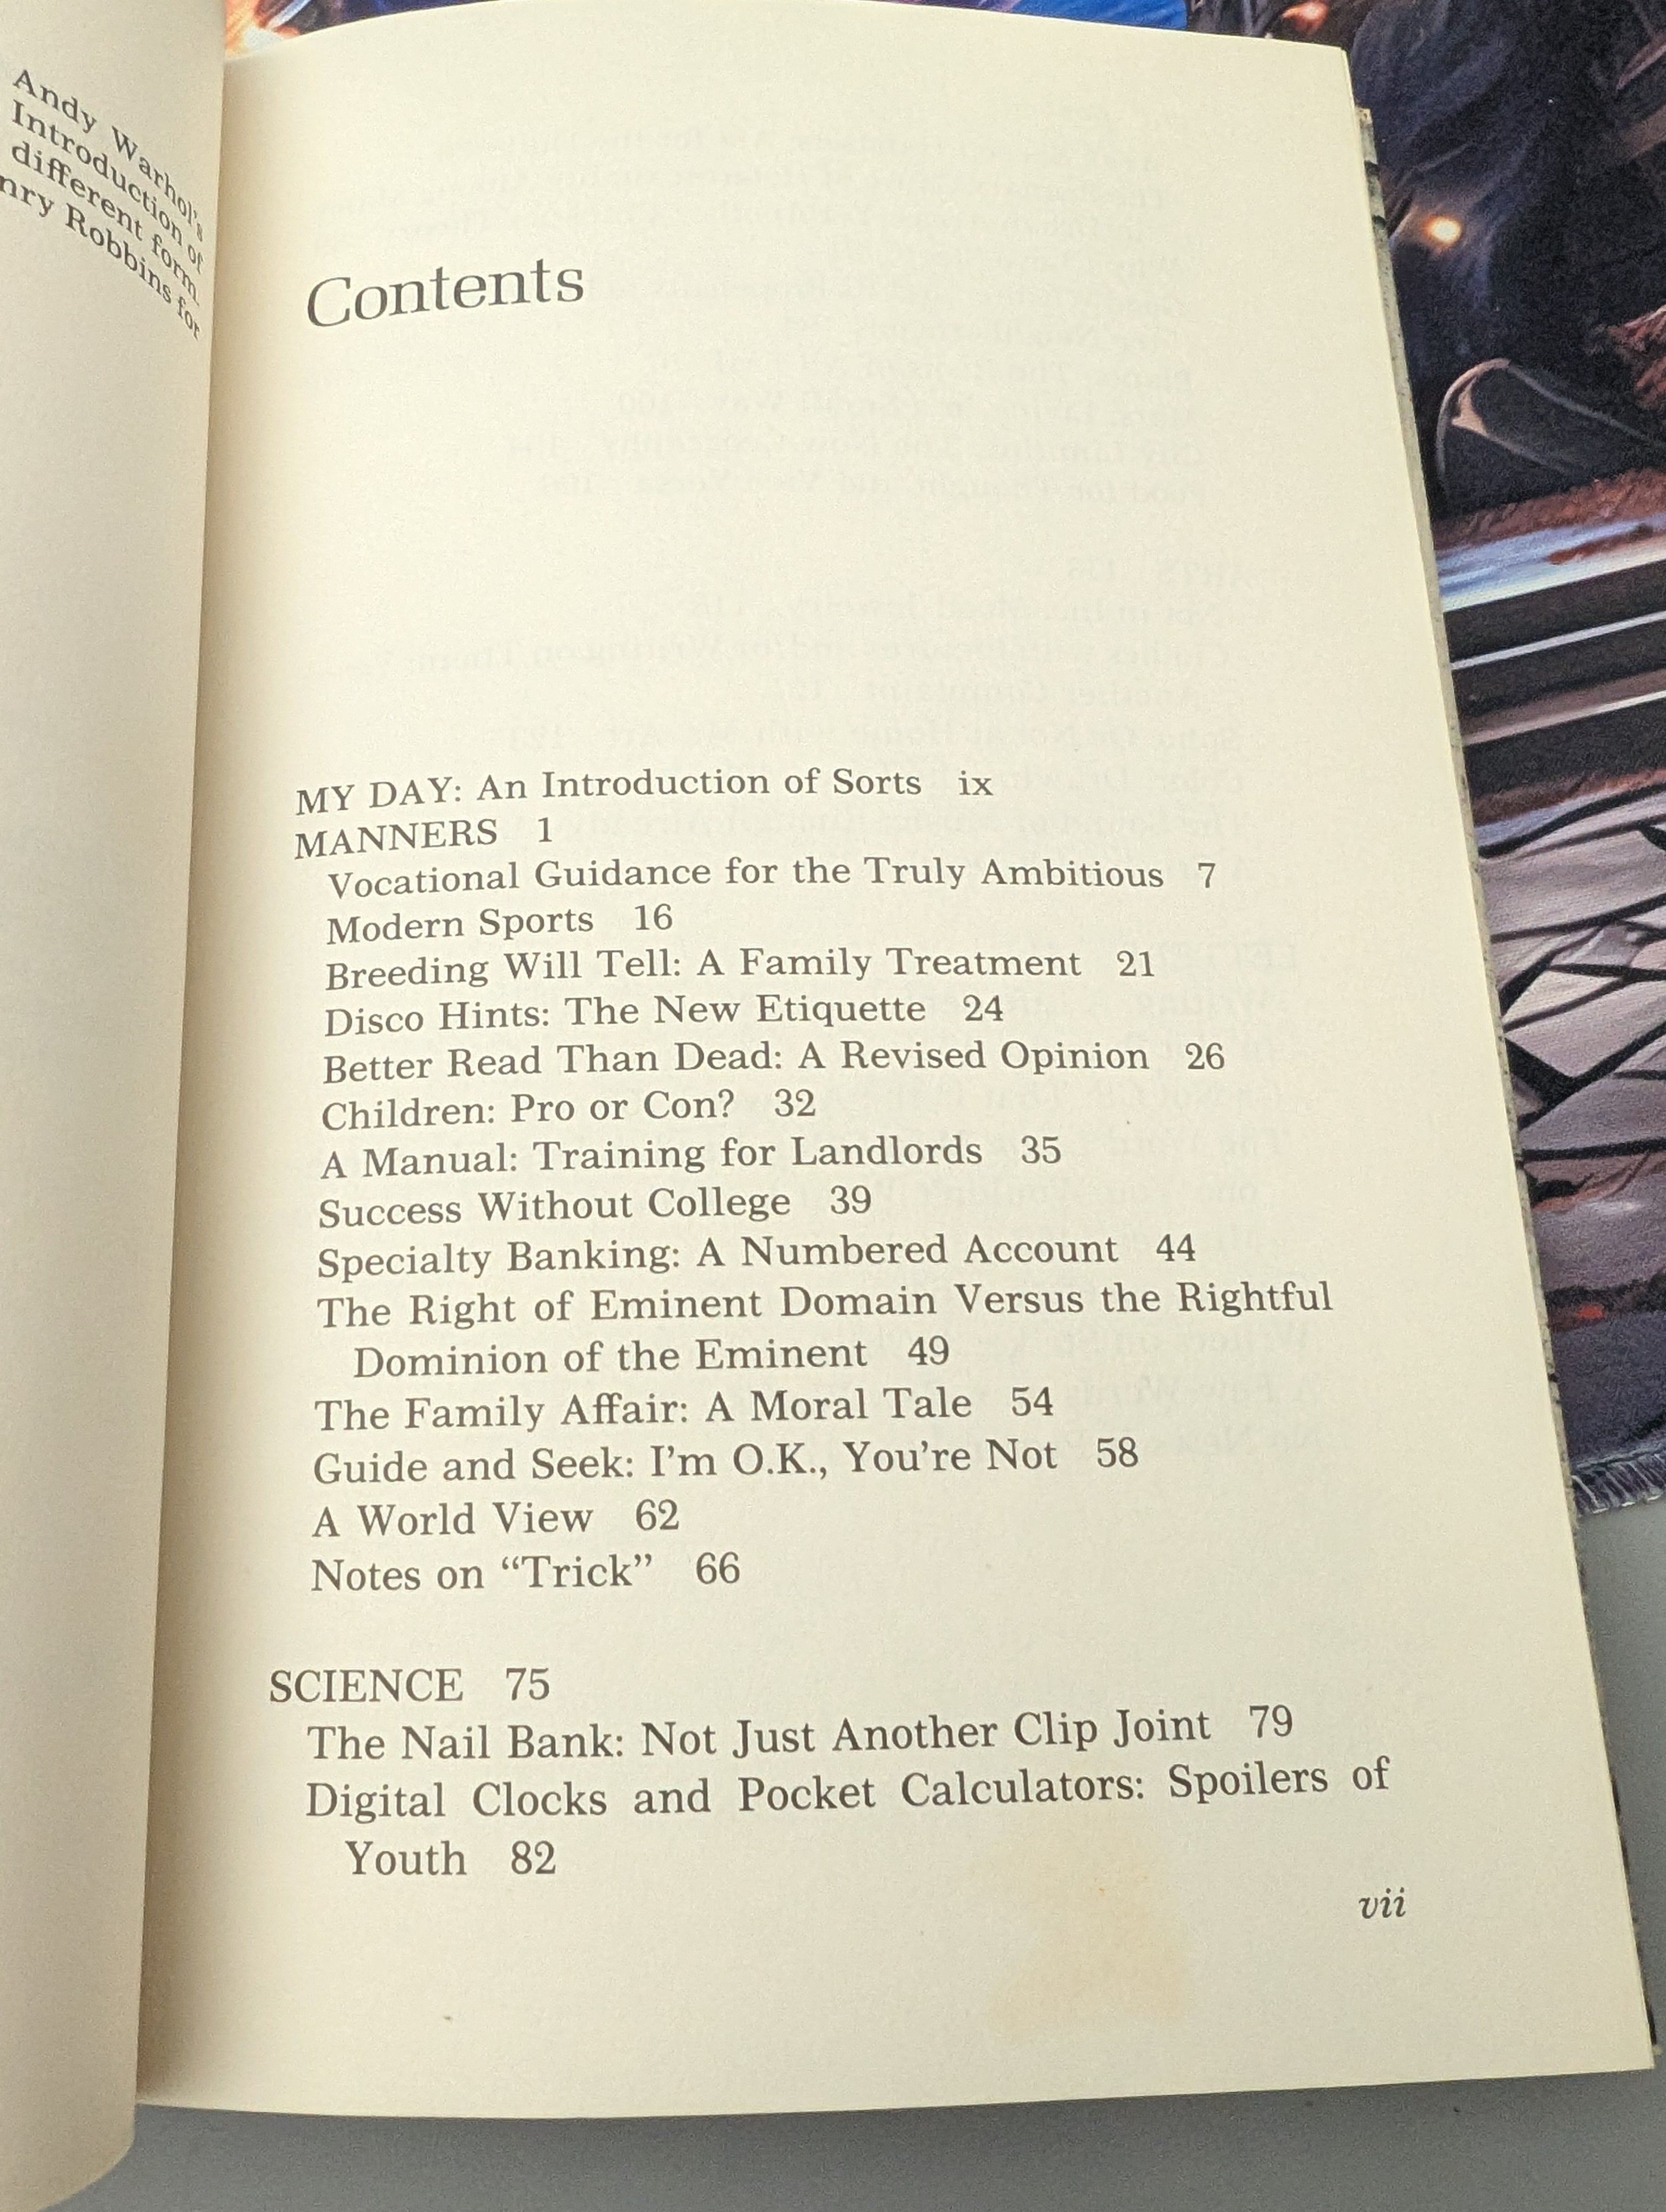 Andy Warhol's
Introduction of
different form.
nry Robbins for
Contents
MY DAY: An Introduction of Sorts ix
MANNERS 1
Vocational Guidance for the Truly Ambitious 7
Modern Sports 16
Breeding Will Tell: A Family Treatment 21
Disco Hints: The New Etiquette 24
Better Read Than Dead: A Revised Opinion 26
Children: Pro or Con? 32
A Manual: Training for Landlords 35
Success Without College 39
Specialty Banking: A Numbered Account 44
The Right of Eminent Domain Versus the Rightful
Dominion of the Eminent 49
The Family Affair: A Moral Tale 54
Guide and Seek: I'm O.K., You're Not 58
A World View 62
Notes on “Trick” 66
SCIENCE 75
The Nail Bank: Not Just Another Clip Joint 79
Digital Clocks and Pocket Calculators: Spoilers of
Youth 82
vii